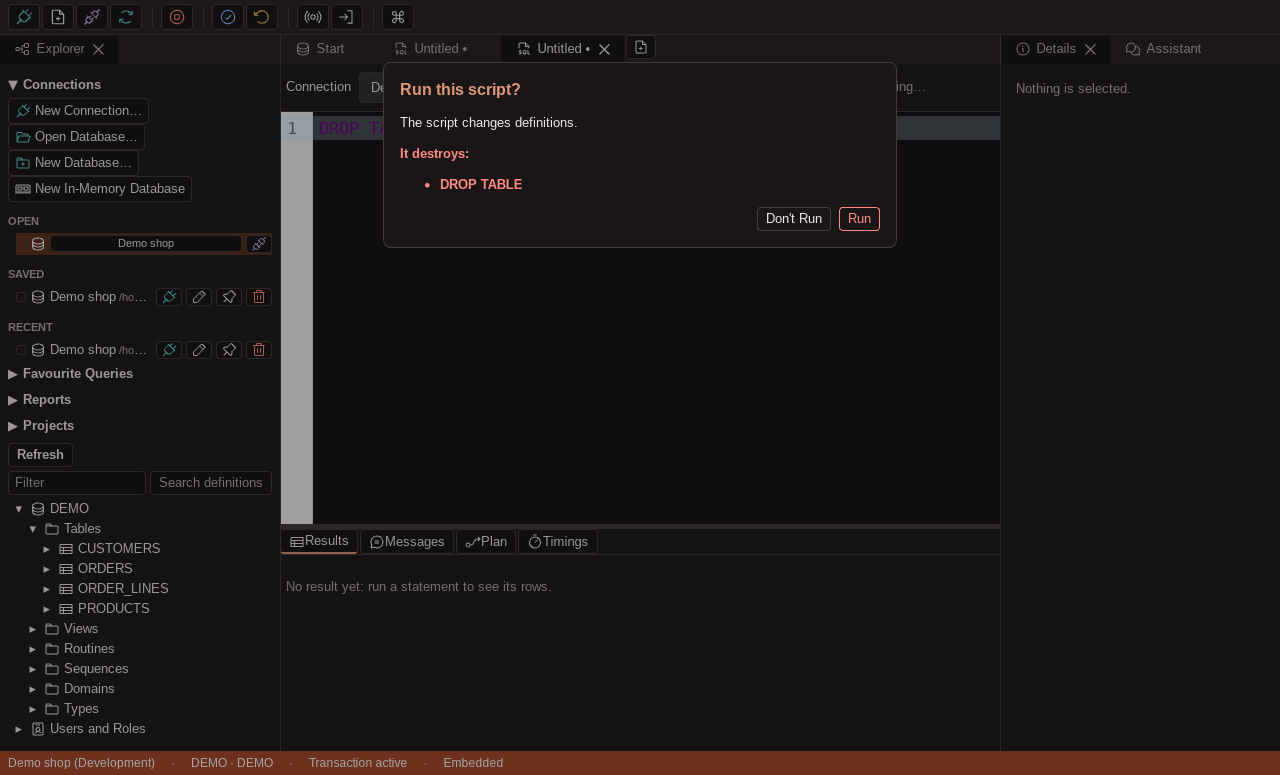 Explorer
Start
Untitled •
Untitled •
Details
Assistant
Connections
New Connection…
Open Database…
New Database…
New In-Memory Database
OPEN
Demo shop
SAVED
Demo shop /ho…
RECENT
Demo shop /ho…
Favourite Queries
Reports
Projects
Refresh
Filter
Search definitions
DEMO
Tables
CUSTOMERS
ORDERS
ORDER_LINES
PRODUCTS
Views
Routines
Sequences
Domains
Types
Users and Roles
Connection
1 DROP
Run this script?
The script changes definitions.
It destroys:
• DROP TABLE
Don't Run
Run
Results
Messages
Plan
Timings
No result yet: run a statement to see its rows.
Nothing is selected.
Demo shop (Development) · DEMO · DEMO · Transaction active · Embedded